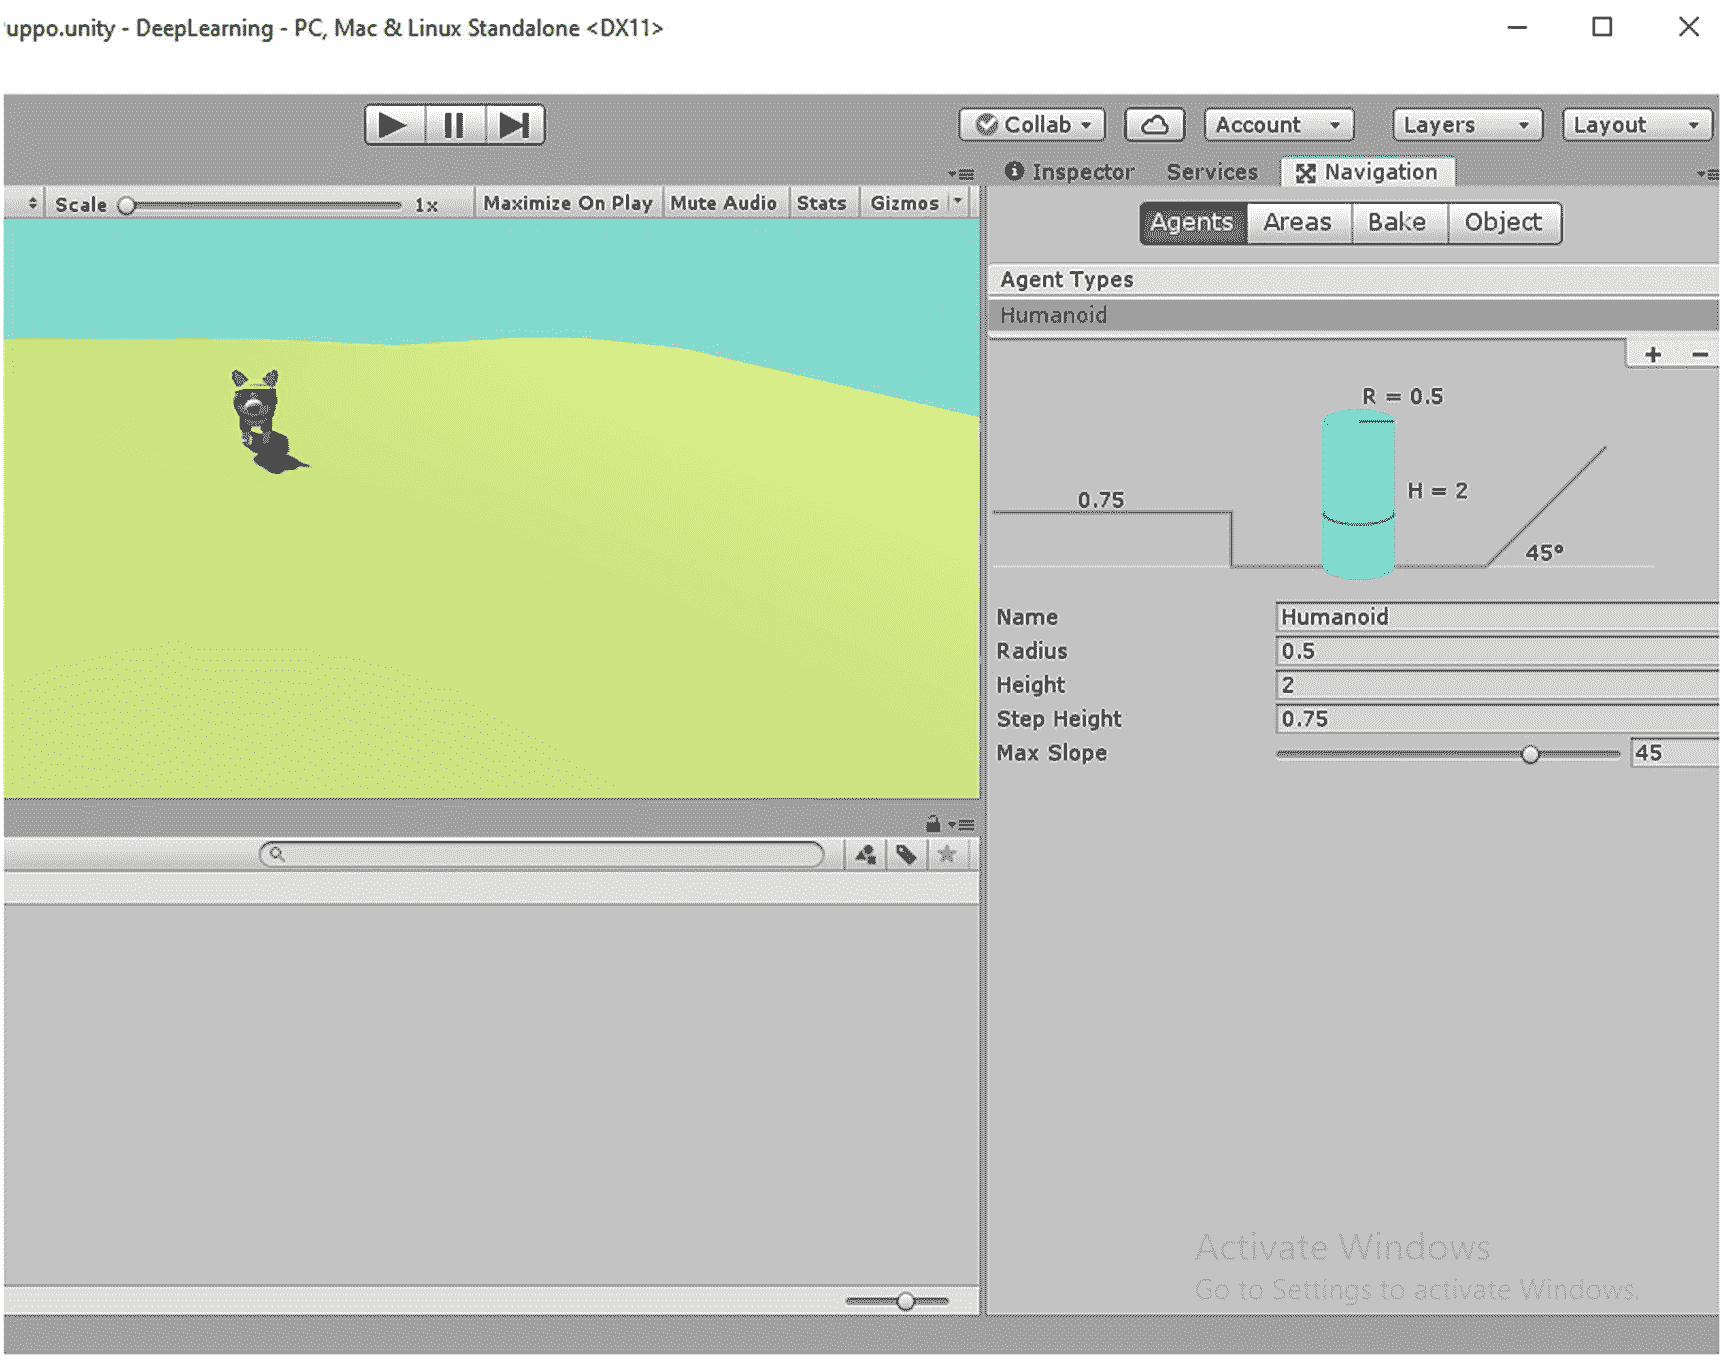 uppo.unity - DeepLearning - PC, Mac & Linux Standalone <DX11>
Collab
Account
Layers
Layout
Inspector
Services
Navigation
Scale
1x
Maximize On Play
Mute Audio
Stats
Gizmos
Agents
Areas
Bake
Object
Agent Types
Humanoid
+
−
R = 0.5
H = 2
0.75
45°
Name
Humanoid
Radius
0.5
Height
2
Step Height
0.75
Max Slope
45
Activate Windows
Go to Settings to activate Windows.